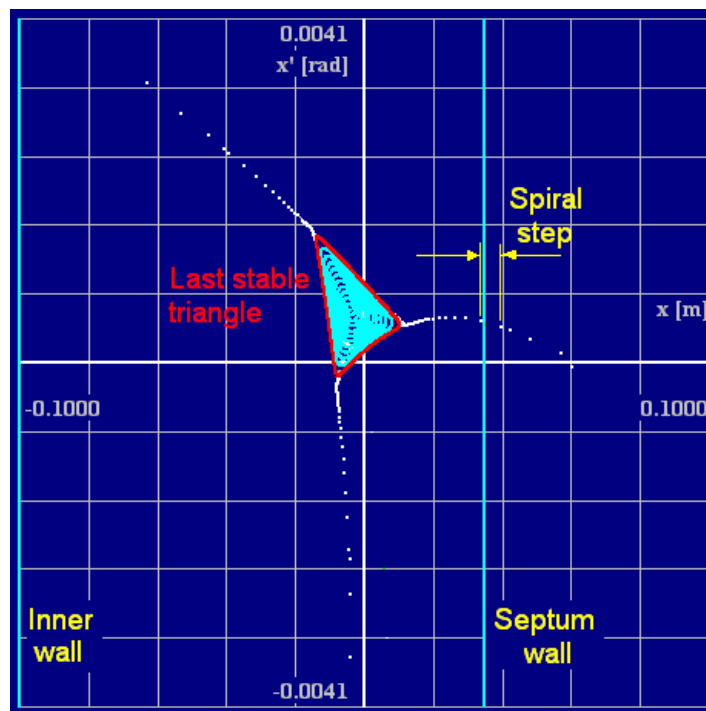 0.0041
x' [rad]
Spiral
step
Last stable
triangle
x [m]
-0.1000
0.1000
Inner
wall
Septum
wall
-0.0041